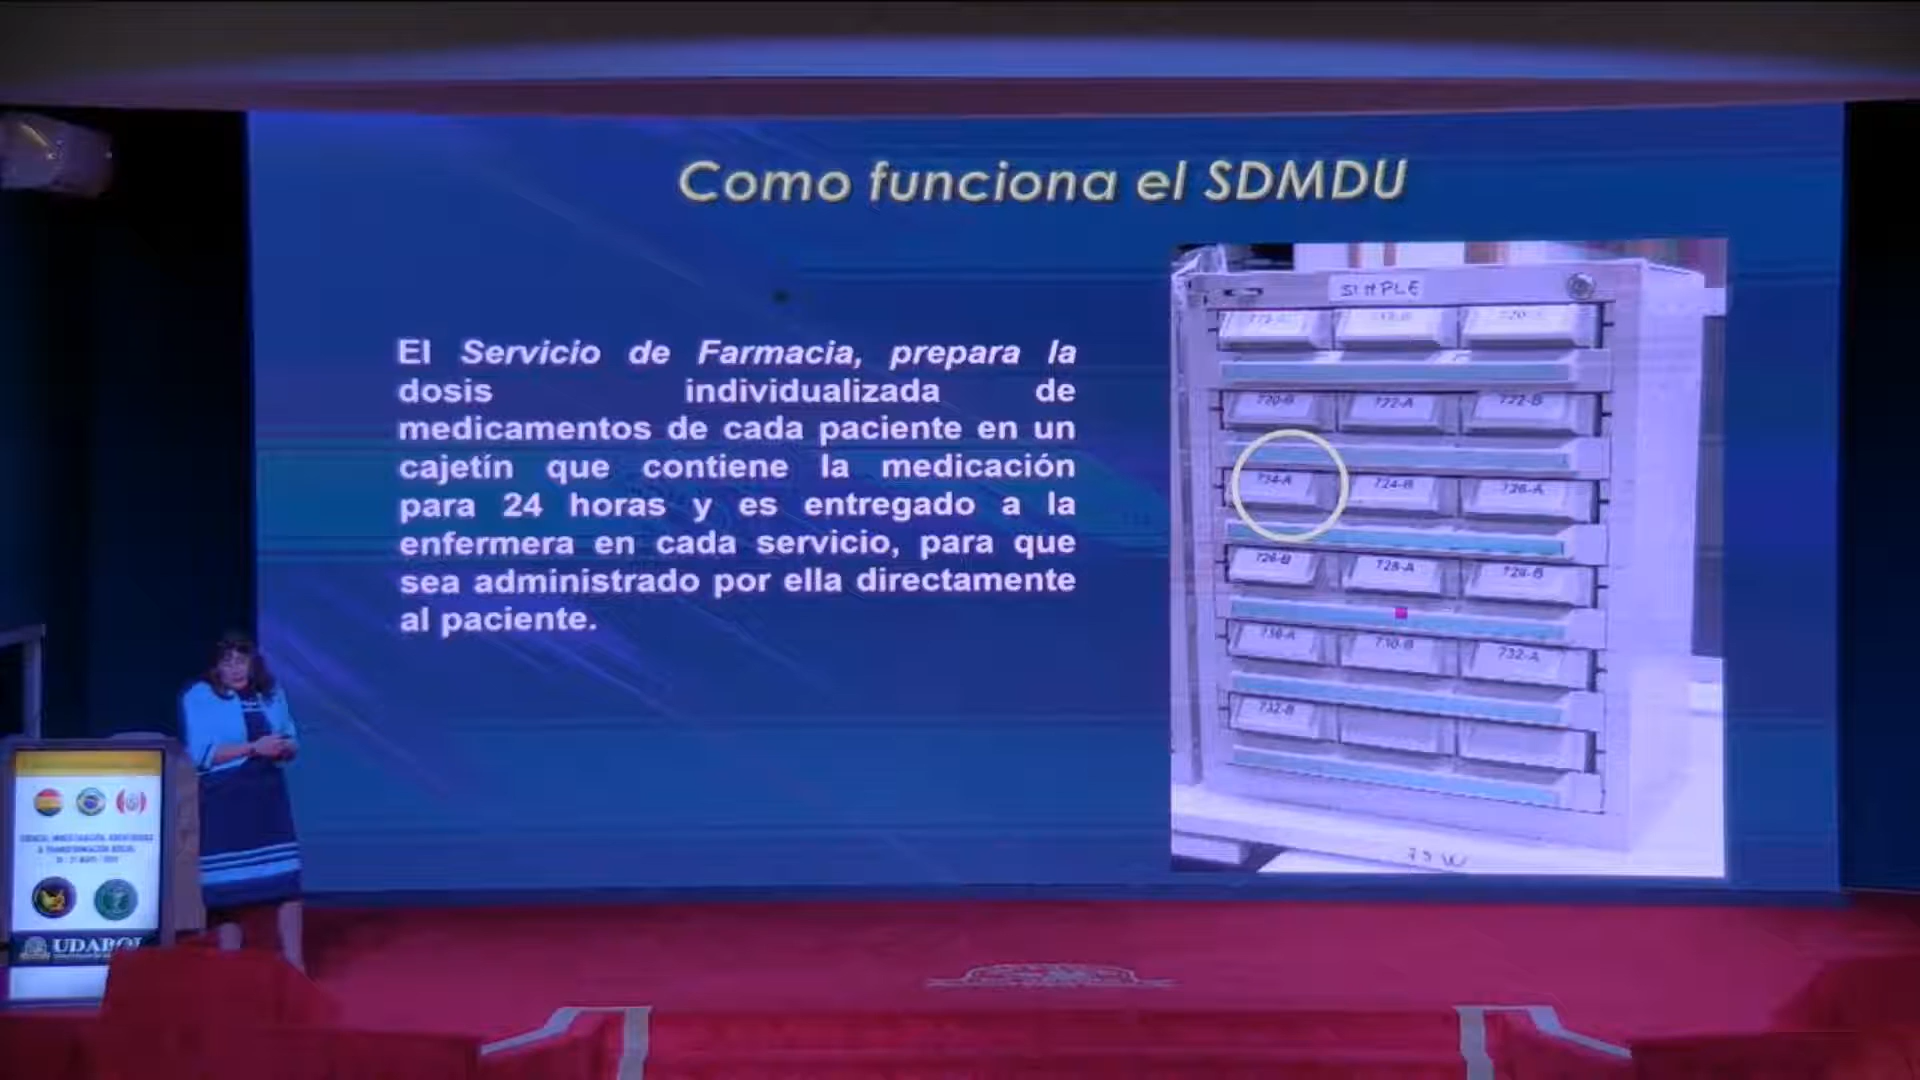 Como funciona el SDMDU
El Servicio de Farmacia, prepara la
dosis individualizada de
medicamentos de cada paciente en un
cajetín que contiene la medicación
para 24 horas y es entregado a la
enfermera en cada servicio, para que
sea administrado por ella directamente
al paciente.
SIMPLE
720-B 722-A 722-B
724-B 726-A
726-B 728-A 728-B
730-A 730-B 732-A
732-B
UDABOL